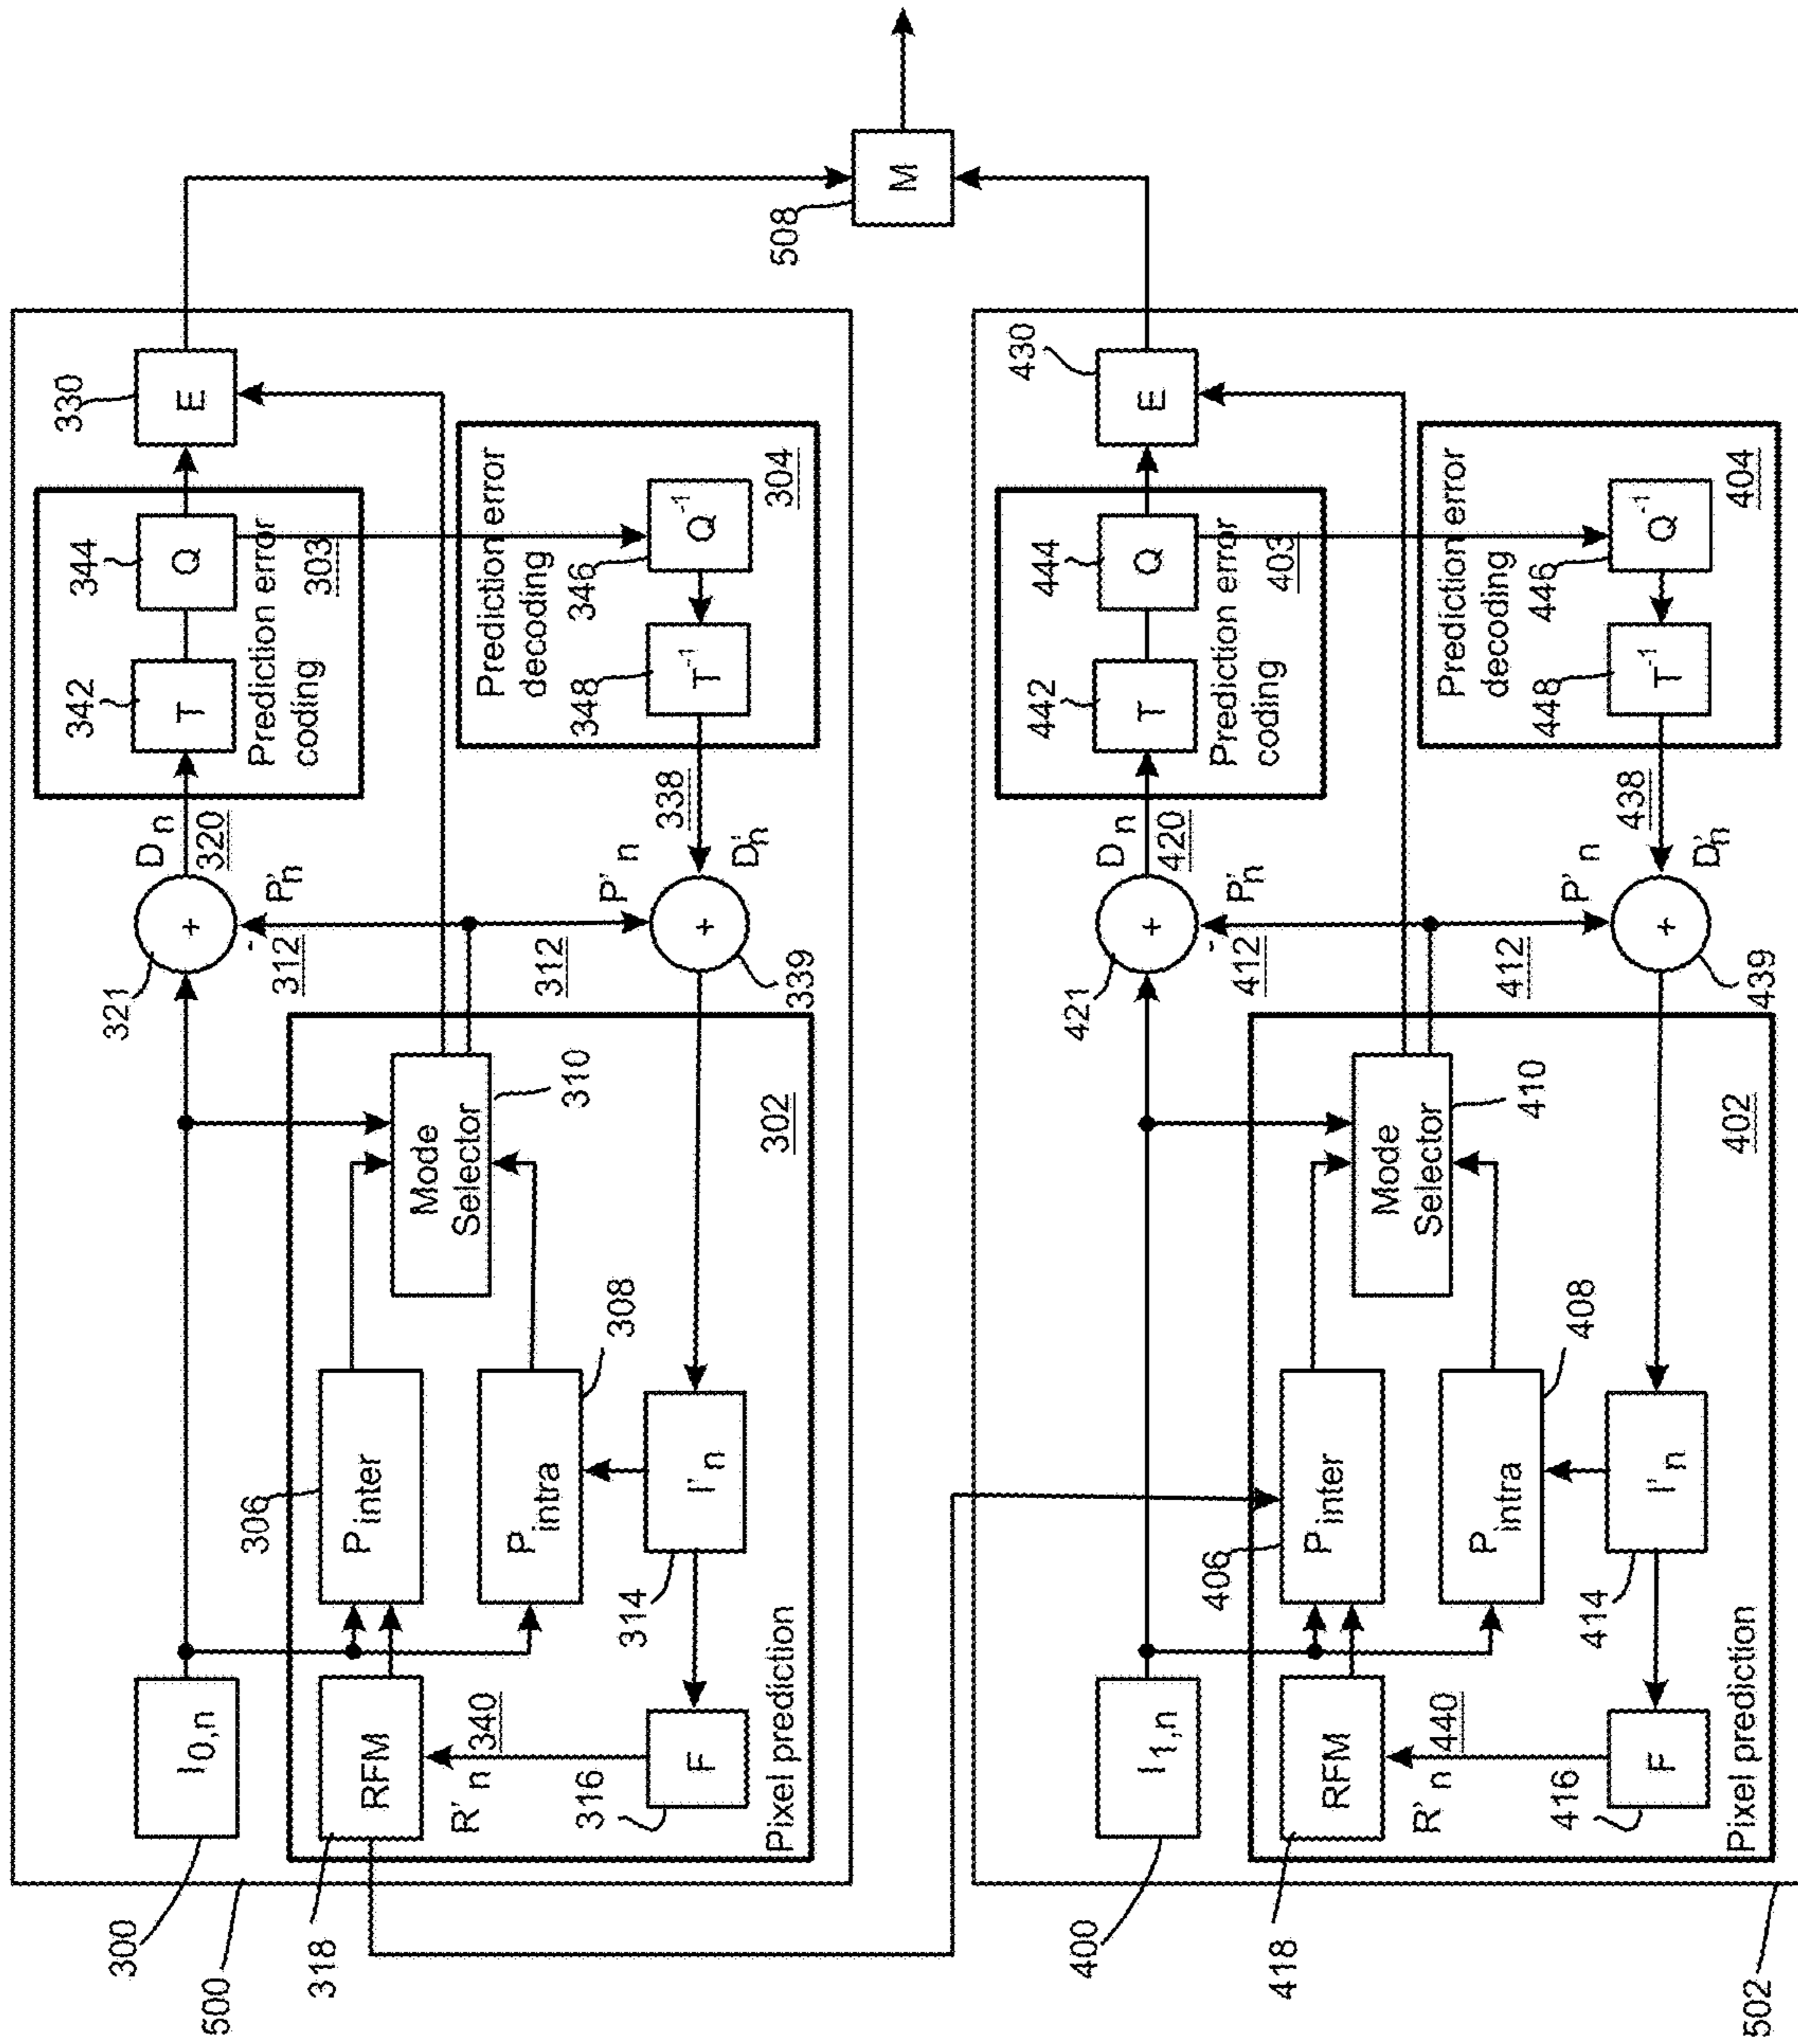 500
300
I0,n
321
+
Dn
320
P'n
-
312
342
T
344
Q
Prediction error
coding
303
330
E
318
RFM
R'n
340
316
F
306
Pinter
308
Pintra
314
I'n
Mode
Selector
310
302
Pixel prediction
312
P'n
+
339
D'n
338
Prediction error
decoding
346
Q-1
348
T-1
304
508
M
502
400
I1,n
421
+
Dn
420
P'n
-
412
442
T
444
Q
Prediction error
coding
403
430
E
418
RFM
R'n
440
416
F
406
Pinter
408
Pintra
414
I'n
Mode
Selector
410
402
Pixel prediction
412
P'n
+
439
D'n
438
Prediction error
decoding
446
Q-1
448
T-1
404